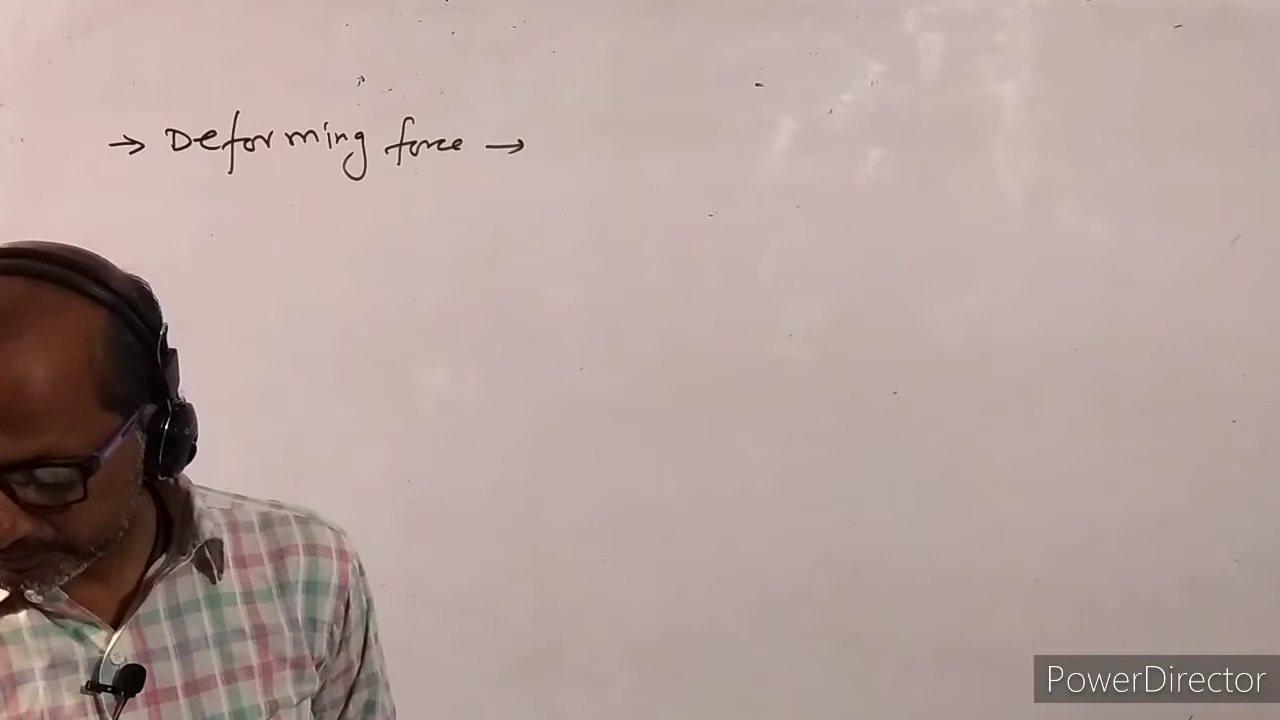 → Deforming force →
PowerDirector